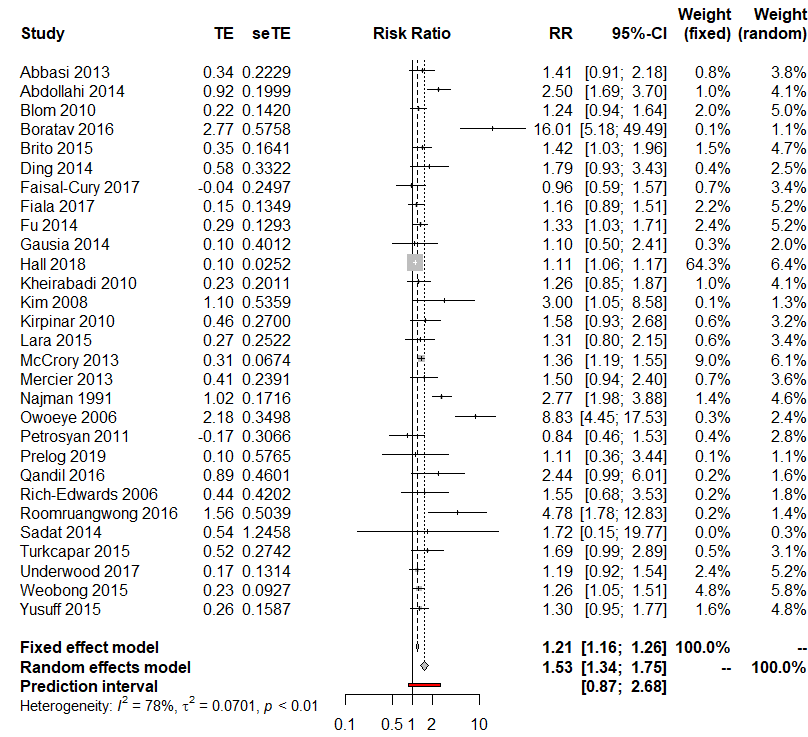 Weight Weight
Study TE seTE Risk Ratio RR 95%-CI (fixed) (random)
Abbasi 2013 0.34 0.2229 1.41 [0.91; 2.18] 0.8% 3.8%
Abdollahi 2014 0.92 0.1999 2.50 [1.69; 3.70] 1.0% 4.1%
Blom 2010 0.22 0.1420 1.24 [0.94; 1.64] 2.0% 5.0%
Boratav 2016 2.77 0.5758 16.01 [5.18; 49.49] 0.1% 1.1%
Brito 2015 0.35 0.1641 1.42 [1.03; 1.96] 1.5% 4.7%
Ding 2014 0.58 0.3322 1.79 [0.93; 3.43] 0.4% 2.5%
Faisal-Cury 2017 -0.04 0.2497 0.96 [0.59; 1.57] 0.7% 3.4%
Fiala 2017 0.15 0.1349 1.16 [0.89; 1.51] 2.2% 5.2%
Fu 2014 0.29 0.1293 1.33 [1.03; 1.71] 2.4% 5.2%
Gausia 2014 0.10 0.4012 1.10 [0.50; 2.41] 0.3% 2.0%
Hall 2018 0.10 0.0252 1.11 [1.06; 1.17] 64.3% 6.4%
Kheirabadi 2010 0.23 0.2011 1.26 [0.85; 1.87] 1.0% 4.1%
Kim 2008 1.10 0.5359 3.00 [1.05; 8.58] 0.1% 1.3%
Kirpinar 2010 0.46 0.2700 1.58 [0.93; 2.68] 0.6% 3.2%
Lara 2015 0.27 0.2522 1.31 [0.80; 2.15] 0.6% 3.4%
McCrory 2013 0.31 0.0674 1.36 [1.19; 1.55] 9.0% 6.1%
Mercier 2013 0.41 0.2391 1.50 [0.94; 2.40] 0.7% 3.6%
Najman 1991 1.02 0.1716 2.77 [1.98; 3.88] 1.4% 4.6%
Owoeye 2006 2.18 0.3498 8.83 [4.45; 17.53] 0.3% 2.4%
Petrosyan 2011 -0.17 0.3066 0.84 [0.46; 1.53] 0.4% 2.8%
Prelog 2019 0.10 0.5765 1.11 [0.36; 3.44] 0.1% 1.1%
Qandil 2016 0.89 0.4601 2.44 [0.99; 6.01] 0.2% 1.6%
Rich-Edwards 2006 0.44 0.4202 1.55 [0.68; 3.53] 0.2% 1.8%
Roomruangwong 2016 1.56 0.5039 4.78 [1.78; 12.83] 0.2% 1.4%
Sadat 2014 0.54 1.2458 1.72 [0.15; 19.77] 0.0% 0.3%
Turkcapar 2015 0.52 0.2742 1.69 [0.99; 2.89] 0.5% 3.1%
Underwood 2017 0.17 0.1314 1.19 [0.92; 1.54] 2.4% 5.2%
Weobong 2015 0.23 0.0927 1.26 [1.05; 1.51] 4.8% 5.8%
Yusuff 2015 0.26 0.1587 1.30 [0.95; 1.77] 1.6% 4.8%
Fixed effect model 1.21 [1.16; 1.26] 100.0% --
Random effects model 1.53 [1.34; 1.75] -- 100.0%
Prediction interval [0.87; 2.68]
Heterogeneity: I² = 78%, τ² = 0.0701, p < 0.01
0.1 0.5 1 2 10